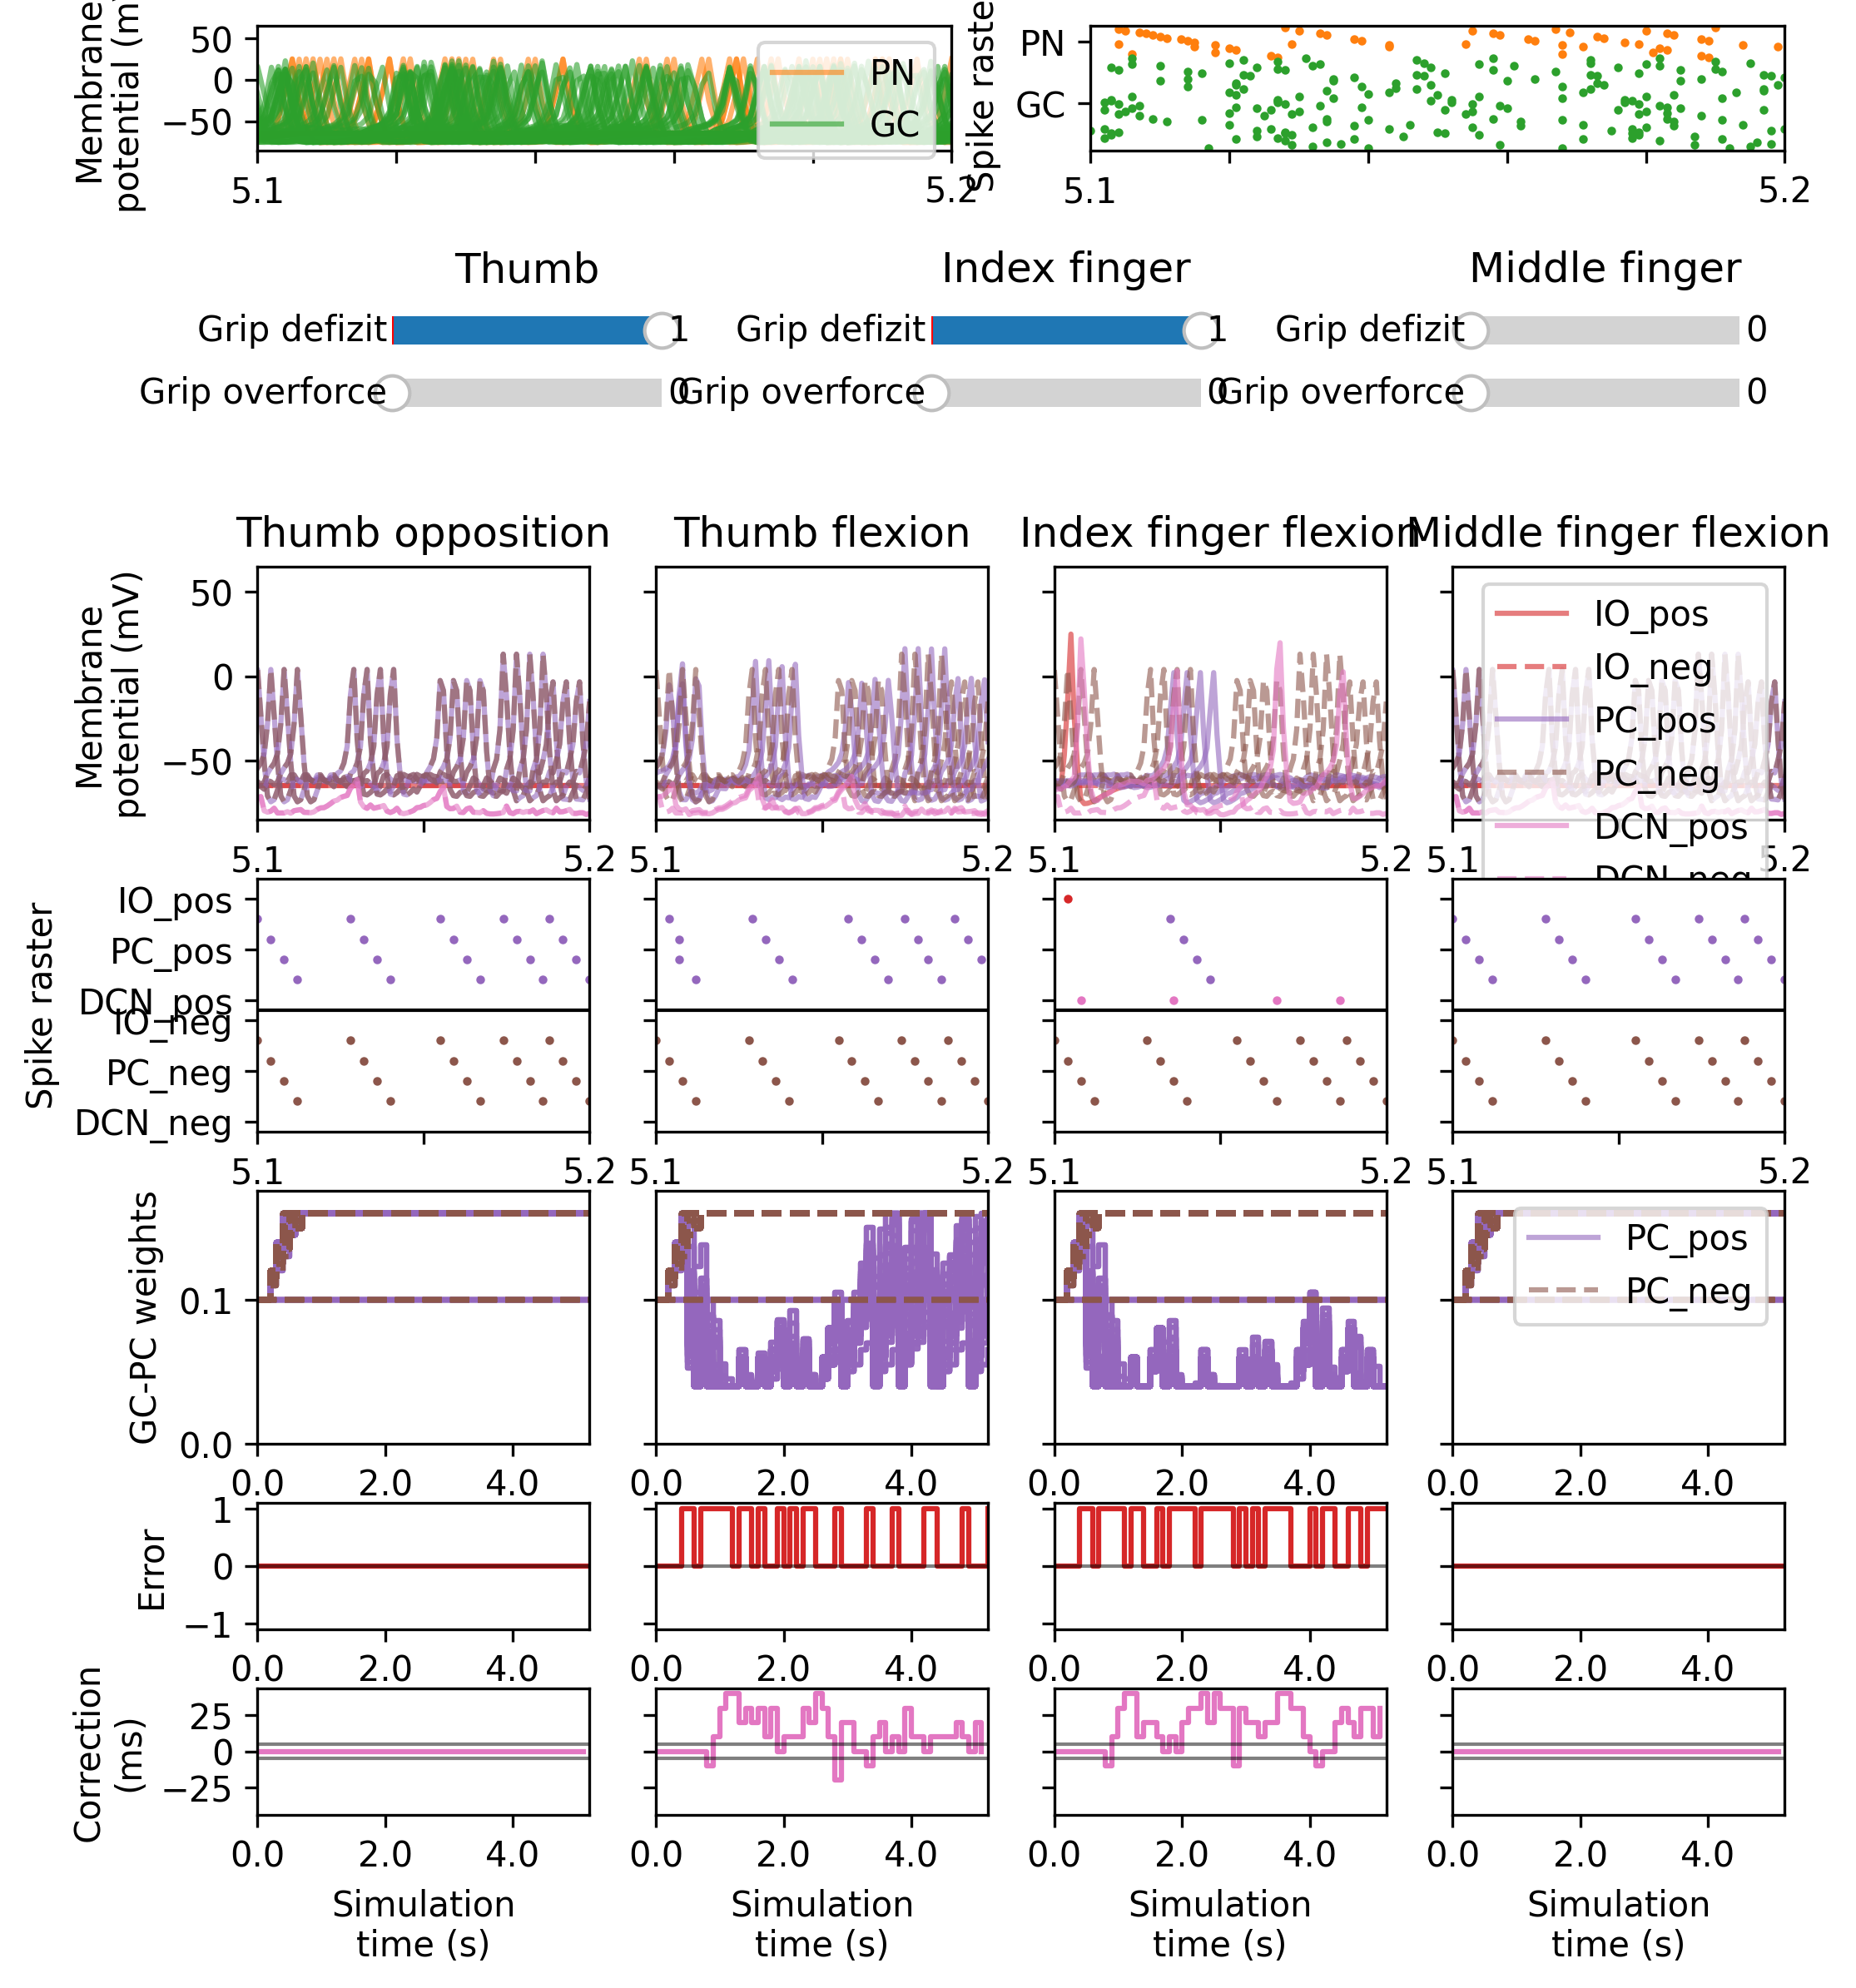 Membrane
potential (m
50
0
−50
PN
GC
5.1
5.2
Spike raste
PN
GC
5.1
5.2
Thumb
Index finger
Middle finger
Grip defizit
1
Grip defizit
1
Grip defizit
0
Grip overforce
0
Grip overforce
0
Grip overforce
0
Thumb opposition
Thumb flexion
Index finger flexion
Middle finger flexion
Membrane
potential (mV)
50
0
−50
IO_pos
IO_neg
PC_pos
PC_neg
DCN_pos
DCN_neg
5.1
5.2
5.1
5.2
5.1
5.2
5.1
5.2
Spike raster
IO_pos
PC_pos
DCN_pos
IO_neg
PC_neg
DCN_neg
5.1
5.2
5.1
5.2
5.1
5.2
5.1
5.2
GC-PC weights
0.1
0.0
PC_pos
PC_neg
0.0
2.0
4.0
0.0
2.0
4.0
0.0
2.0
4.0
0.0
2.0
4.0
Error
1
0
−1
0.0
2.0
4.0
0.0
2.0
4.0
0.0
2.0
4.0
0.0
2.0
4.0
Correction
(ms)
25
0
−25
0.0
2.0
4.0
0.0
2.0
4.0
0.0
2.0
4.0
0.0
2.0
4.0
Simulation
time (s)
Simulation
time (s)
Simulation
time (s)
Simulation
time (s)